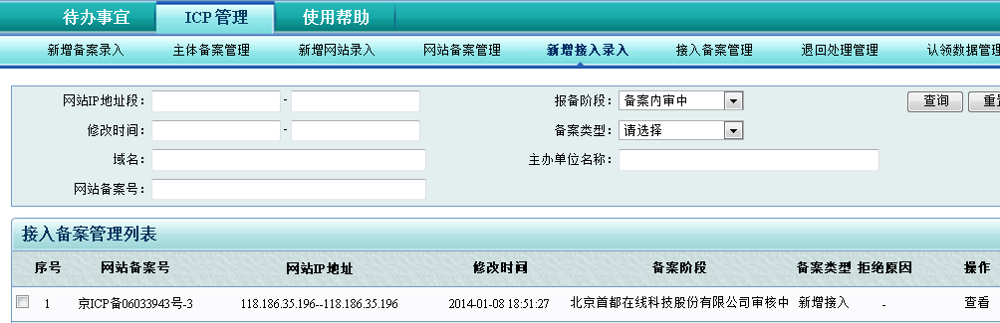 待办事宜 ICP管理 使用帮助
新增备案录入 主体备案管理 新增网站录入 网站备案管理 新增接入录入 接入备案管理 退回处理管理 认领数据管理
网站IP地址段： - 报备阶段： 备案内审中 查询 重置
修改时间： - 备案类型： 请选择
域名： 主办单位名称：
网站备案号：
接入备案管理列表
序号 网站备案号 网站IP地址 修改时间 备案阶段 备案类型 拒绝原因 操作
1 京ICP备06033943号-3 118.186.35.196--118.186.35.196 2014-01-08 18:51:27 北京首都在线科技股份有限公司审核中 新增接入 - 查看